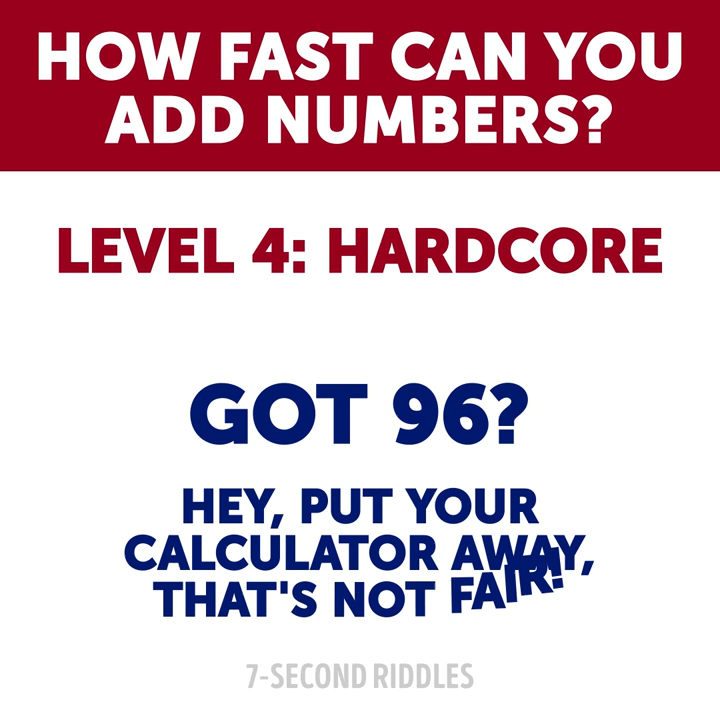 HOW FAST CAN YOU
ADD NUMBERS?
LEVEL 4: HARDCORE
GOT 96?
HEY, PUT YOUR
CALCULATOR AWAY,
THAT'S NOT FAIR!
7-SECOND RIDDLES